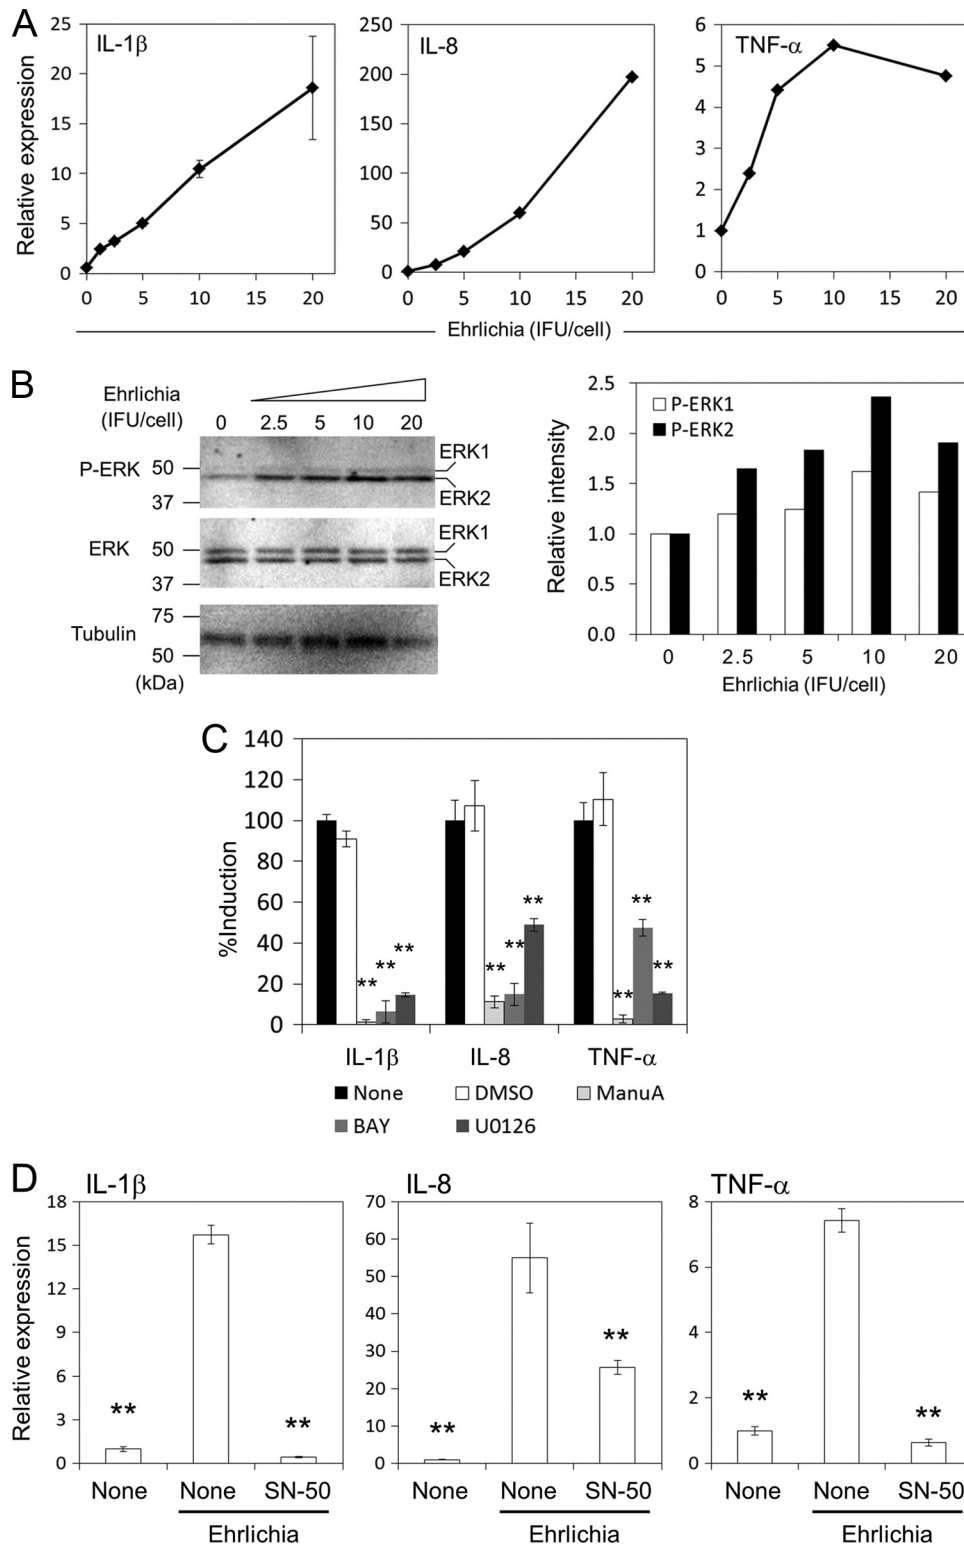 A
IL-1β
IL-8
TNF-α
Relative expression
25
20
15
10
5
0
250
200
150
100
50
0
6
5
4
3
2
1
0
0 5 10 15 20
0 5 10 15 20
0 5 10 15 20
Ehrlichia (IFU/cell)
B
Ehrlichia
(IFU/cell)
0 2.5 5 10 20
P-ERK
50
37
ERK1
ERK2
ERK
50
37
ERK1
ERK2
Tubulin
75
50
(kDa)
Relative intensity
2.5
2.0
1.5
1.0
0.5
0.0
P-ERK1
P-ERK2
0 2.5 5 10 20
Ehrlichia (IFU/cell)
C
%Induction
140
120
100
80
60
40
20
0
** ** **
** ** **
** ** **
IL-1β IL-8 TNF-α
None DMSO ManuA
BAY U0126
D
IL-1β
IL-8
TNF-α
Relative expression
18
15
12
9
6
3
0
** **
70
60
50
40
30
20
10
0
** **
8
6
4
2
0
** **
None None SN-50
Ehrlichia
None None SN-50
Ehrlichia
None None SN-50
Ehrlichia